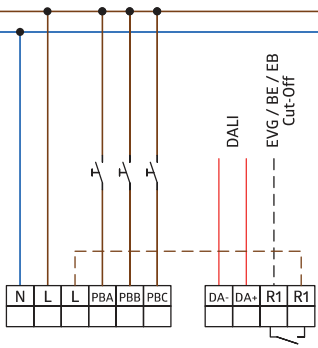 DALI
EVG / BE / EB
Cut-Off
N L L PBA PBB PBC DA- DA+ R1 R1